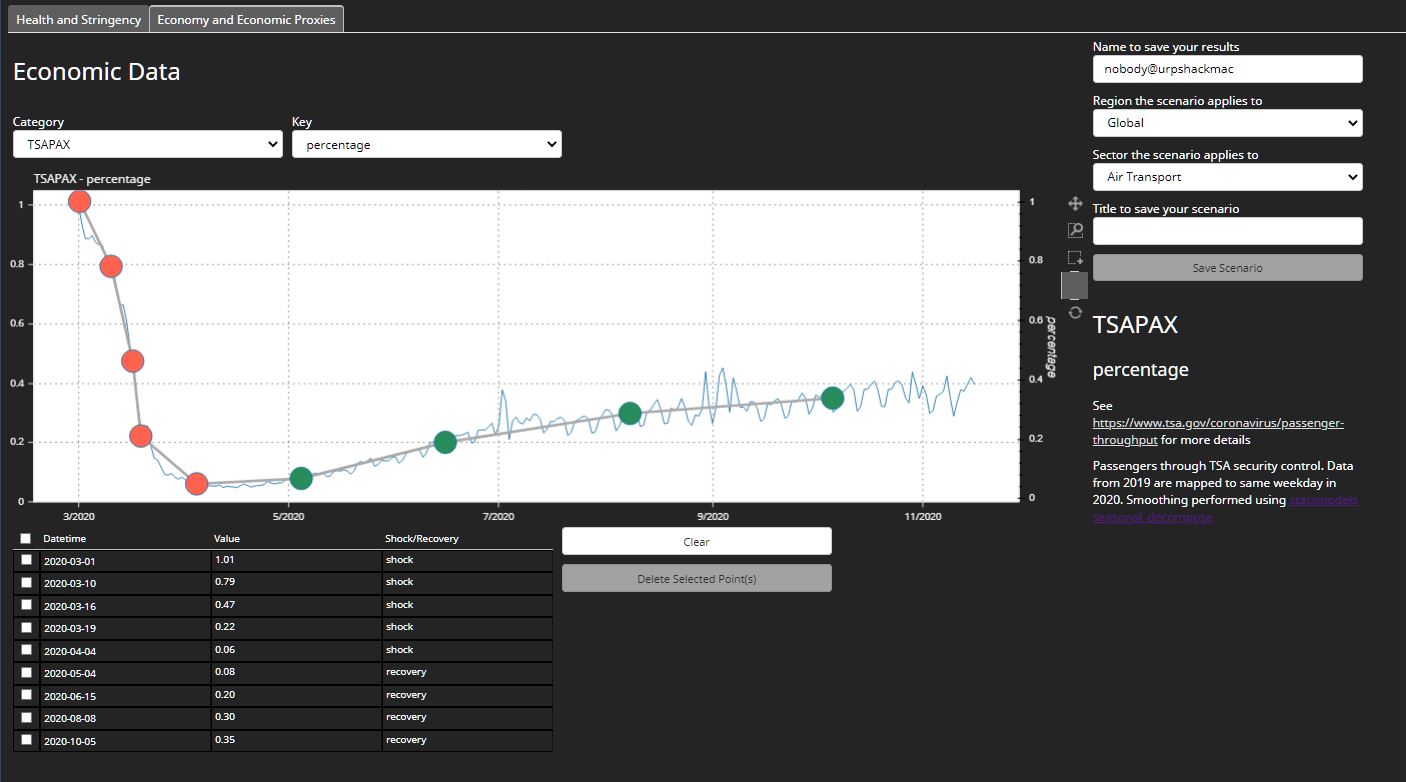 Health and Stringency
Economy and Economic Proxies
Economic Data
Category
Key
TSAPAX
percentage
TSAPAX - percentage
1
0.8
0.6
0.4
0.2
0
1
0.8
0.6
0.4
0.2
0
percentage
3/2020
5/2020
7/2020
9/2020
11/2020
Datetime Value Shock/Recovery
2020-03-01 1.01 shock
2020-03-10 0.79 shock
2020-03-16 0.47 shock
2020-03-19 0.22 shock
2020-04-04 0.06 shock
2020-05-04 0.08 recovery
2020-06-15 0.20 recovery
2020-08-08 0.30 recovery
2020-10-05 0.35 recovery
Clear
Delete Selected Point(s)
Name to save your results
nobody@urpshackmac
Region the scenario applies to
Global
Sector the scenario applies to
Air Transport
Title to save your scenario
Save Scenario
TSAPAX
percentage
See
https://www.tsa.gov/coronavirus/passenger-
throughput for more details
Passengers through TSA security control. Data
from 2019 are mapped to same weekday in
2020. Smoothing performed using statsmodels
seasonal_decompose